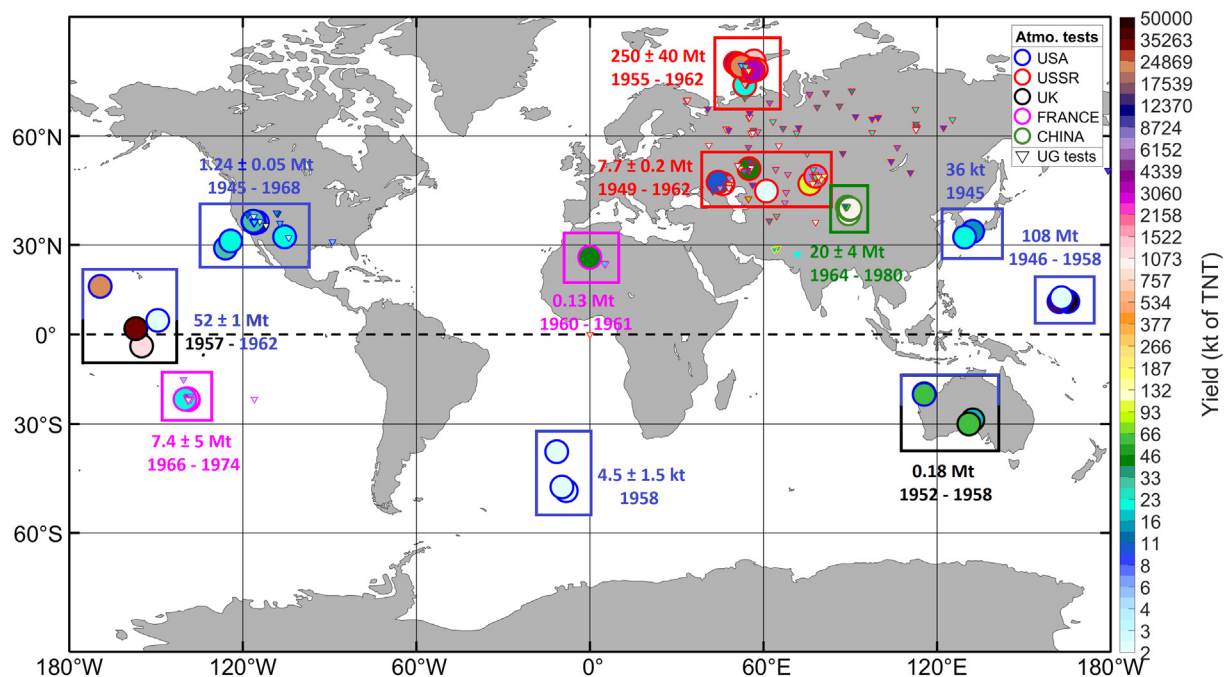 250 ± 40 Mt
1955 - 1962
Atmo. tests
USA
USSR
UK
FRANCE
CHINA
UG tests
1.24 ± 0.05 Mt
1945 - 1968
7.7 ± 0.2 Mt
1949 - 1962
36 kt
1945
20 ± 4 Mt
1964 - 1980
108 Mt
1946 - 1958
0.13 Mt
1960 - 1961
52 ± 1 Mt
1957 - 1962
7.4 ± 5 Mt
1966 - 1974
4.5 ± 1.5 kt
1958
0.18 Mt
1952 - 1958
60°N
30°N
0°
30°S
60°S
180°W
120°W
60°W
0°
60°E
120°E
180°W
50000
35263
24869
17539
12370
8724
6152
4339
3060
2158
1522
1073
757
534
377
266
187
132
93
66
46
33
23
16
11
8
6
4
3
2
Yield (kt of TNT)